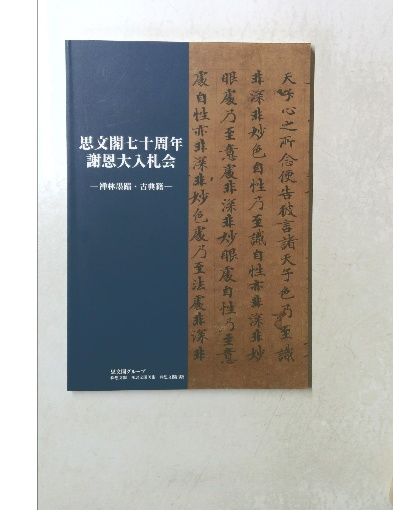 思文閣七十周年
謝恩大入札会
―禅林墨蹟・古典籍―
思文閣グループ
天子心之所念便告彼言諸天子色乃至識
非深非妙色自性乃至識自性亦非深非妙
眼處乃至意處非深非妙眼處自性乃至意
處自性亦非深非妙色處乃至法處非深非